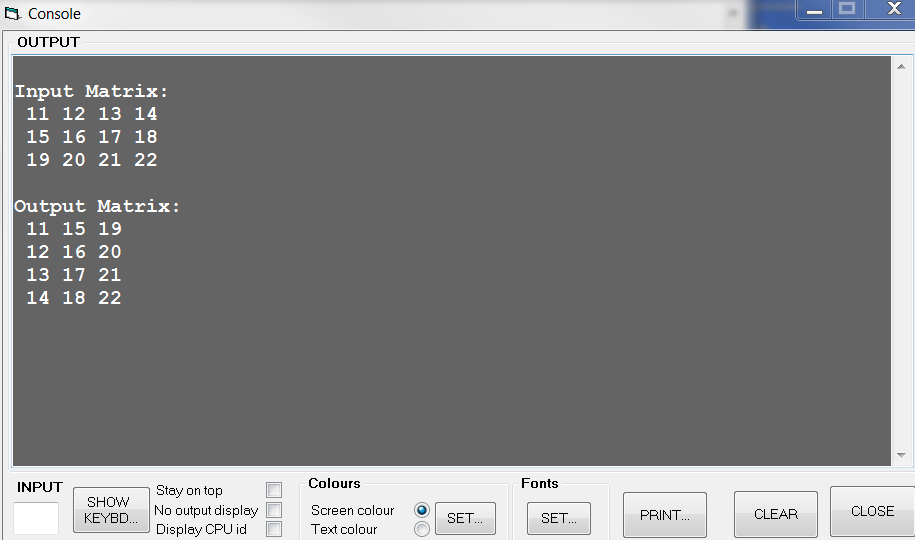 Console
OUTPUT
Input Matrix:
11 12 13 14
15 16 17 18
19 20 21 22
Output Matrix:
11 15 19
12 16 20
13 17 21
14 18 22
INPUT
SHOW
KEYBD...
Stay on top
No output display
Display CPU id
Colours
Screen colour
Text colour
SET...
Fonts
SET...
PRINT...
CLEAR
CLOSE